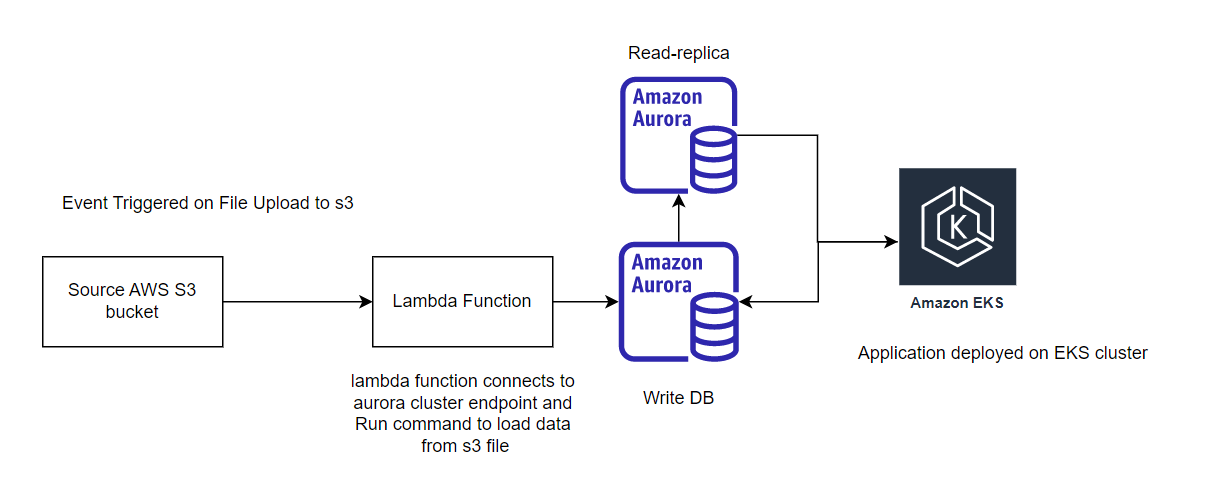 Read-replica
Amazon
Aurora
Event Triggered on File Upload to s3
Source AWS S3
bucket
Lambda Function
Amazon
Aurora
K
Amazon EKS
Application deployed on EKS cluster
lambda function connects to
aurora cluster endpoint and
Run command to load data
from s3 file
Write DB